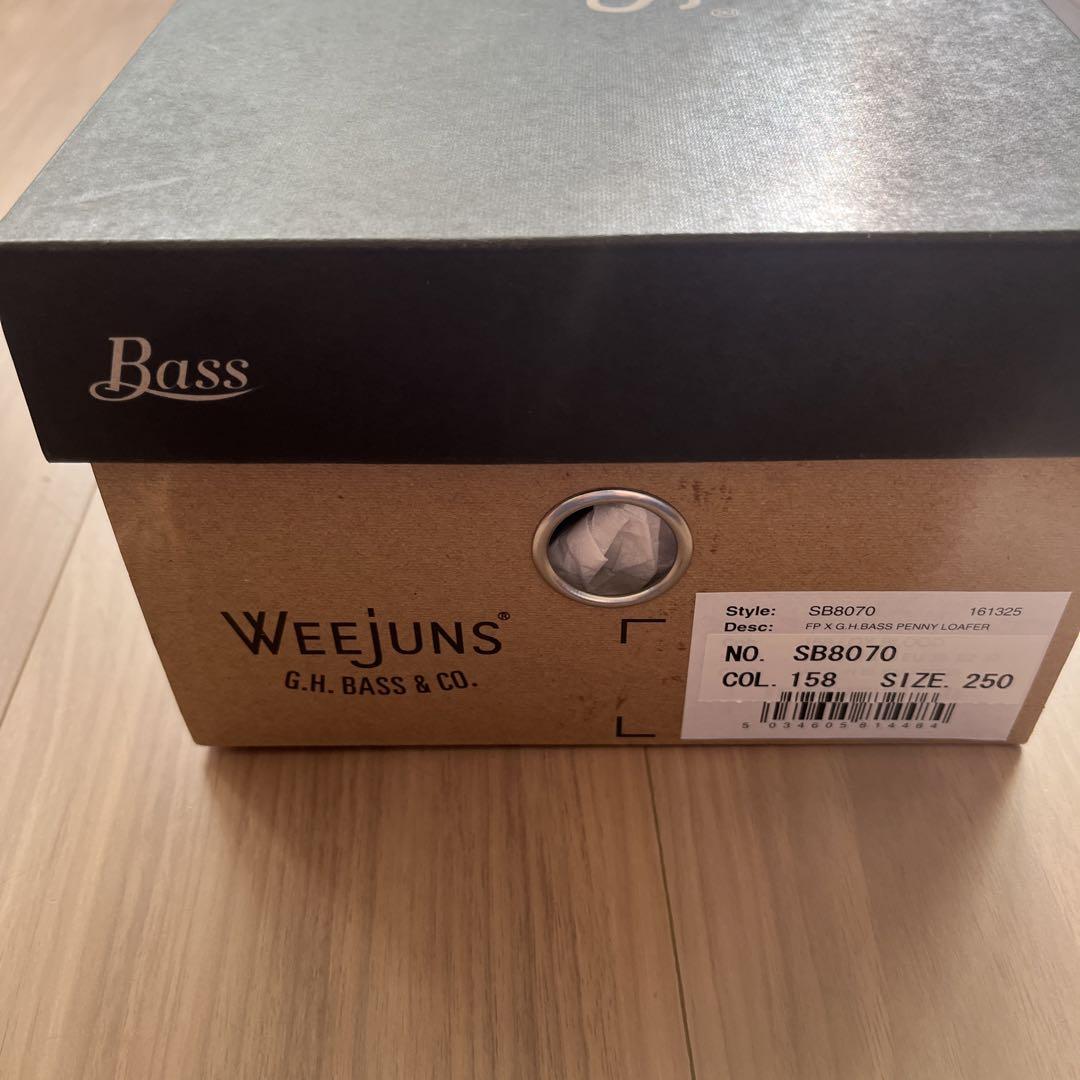 Bass
WEEJUNS®
G.H. BASS & CO.
Style: SB8070 161325
Desc: FP X G.H.BASS PENNY LOAFER
NO. SB8070
COL. 158 SIZE. 250
5 034605 814484